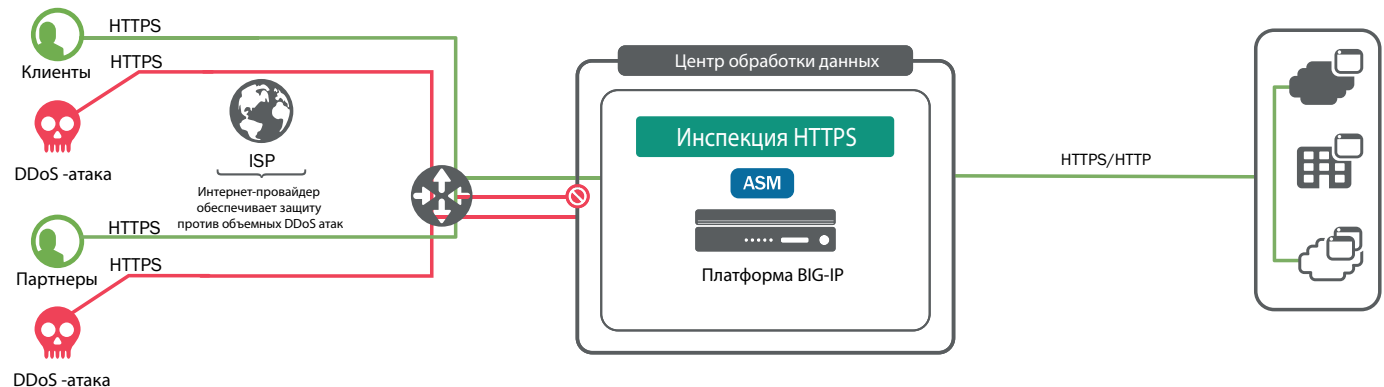 HTTPS
Клиенты
HTTPS
DDoS -атака
ISP
Интернет-провайдер
обеспечивает защиту
против объемных DDoS атак
HTTPS
Партнеры
HTTPS
DDoS -атака
Центр обработки данных
Инспекция HTTPS
ASM
Платформа BIG-IP
HTTPS/HTTP